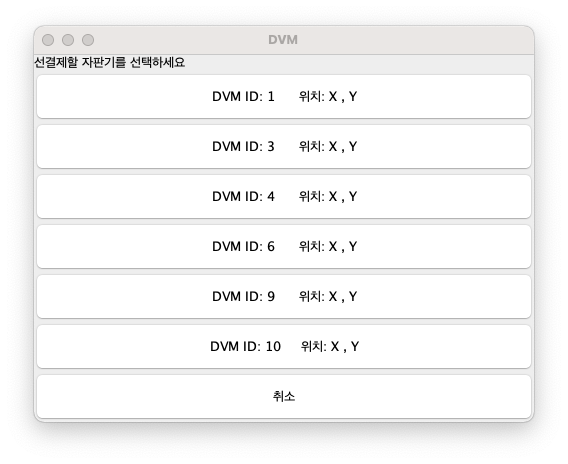 DVM
선결제할 자판기를 선택하세요
DVM ID: 1 위치: X , Y
DVM ID: 3 위치: X , Y
DVM ID: 4 위치: X , Y
DVM ID: 6 위치: X , Y
DVM ID: 9 위치: X , Y
DVM ID: 10 위치: X , Y
취소